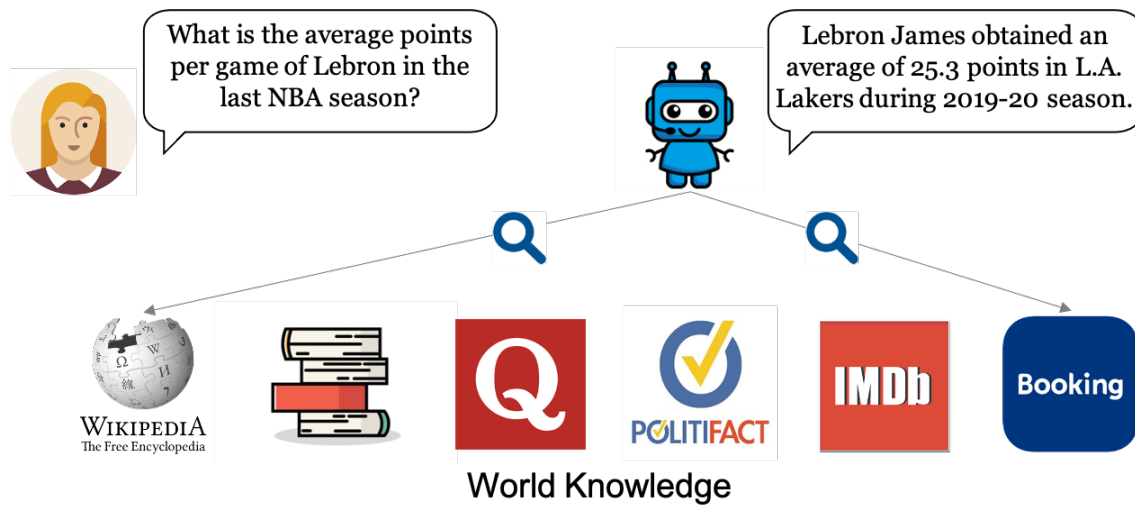 What is the average points
per game of Lebron in the
last NBA season?
Lebron James obtained an
average of 25.3 points in L.A.
Lakers during 2019-20 season.
WIKIPEDIA
The Free Encyclopedia
Q
POLITIFACT
IMDb
Booking
World Knowledge